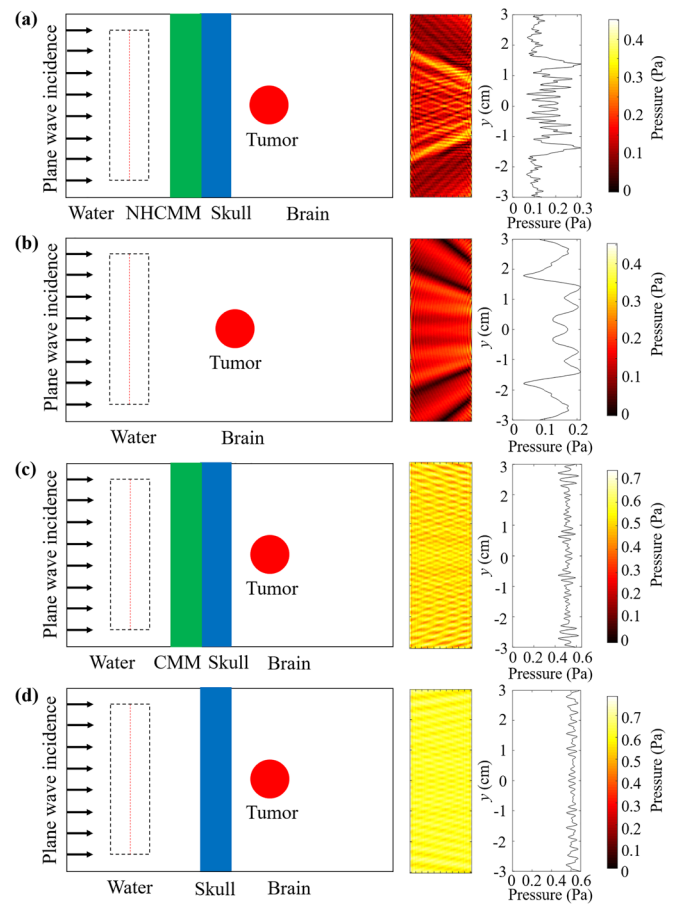 (a)
Plane wave incidence
Tumor
Water NHCMM Skull Brain
3
2
1
0
-1
-2
-3
y (cm)
0 0.1 0.2 0.3
Pressure (Pa)
0.4
0.3
0.2
0.1
0
Pressure (Pa)
(b)
Plane wave incidence
Tumor
Water Brain
3
2
1
0
-1
-2
-3
y (cm)
0 0.1 0.2
Pressure (Pa)
0.4
0.3
0.2
0.1
0
Pressure (Pa)
(c)
Plane wave incidence
Tumor
Water CMM Skull Brain
3
2
1
0
-1
-2
-3
y (cm)
0 0.2 0.4 0.6
Pressure (Pa)
0.7
0.6
0.5
0.4
0.3
0.2
0.1
0
Pressure (Pa)
(d)
Plane wave incidence
Tumor
Water Skull Brain
3
2
1
0
-1
-2
-3
y (cm)
0 0.2 0.4 0.6
Pressure (Pa)
0.7
0.6
0.5
0.4
0.3
0.2
0.1
0
Pressure (Pa)